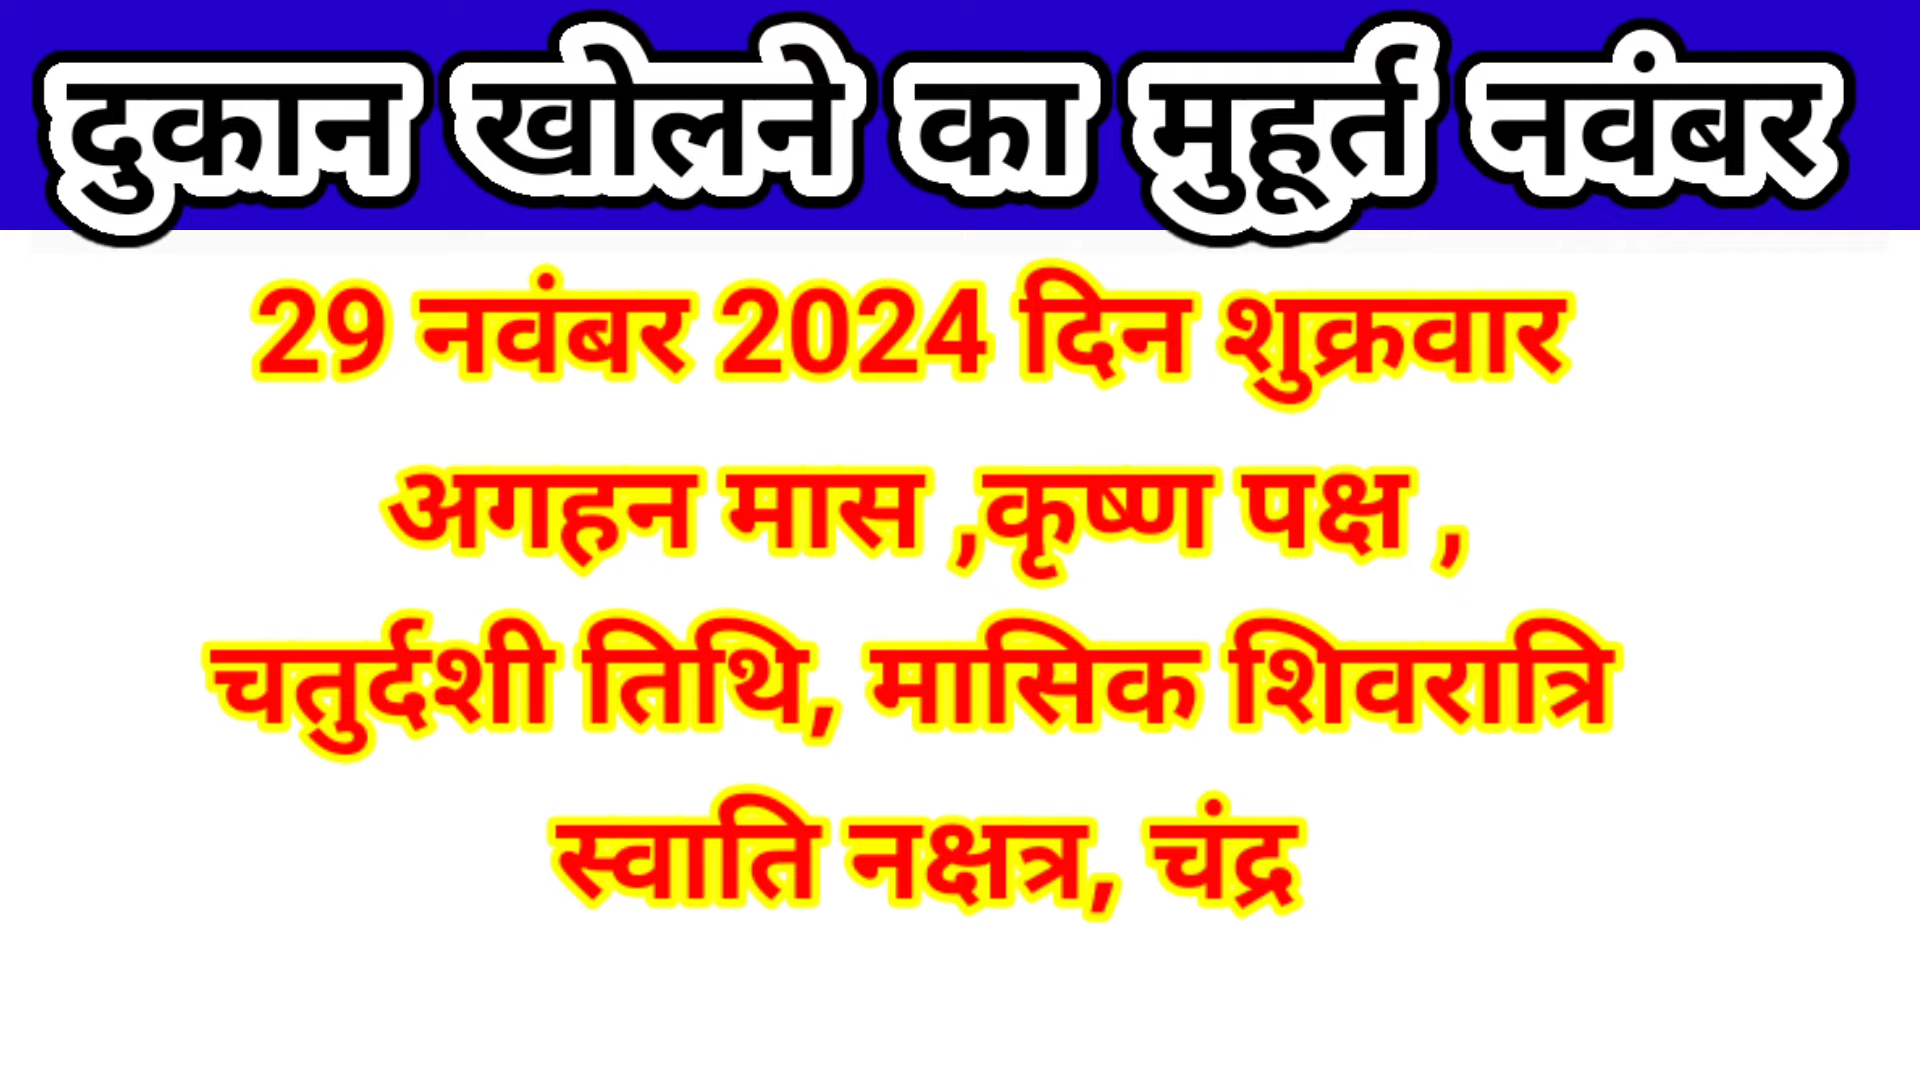 दुकान खोलने का मुहूर्त नवंबर
29 नवंबर 2024 दिन शुक्रवार
अगहन मास ,कृष्ण पक्ष ,
चतुर्दशी तिथि, मासिक शिवरात्रि
स्वाति नक्षत्र, चंद्र